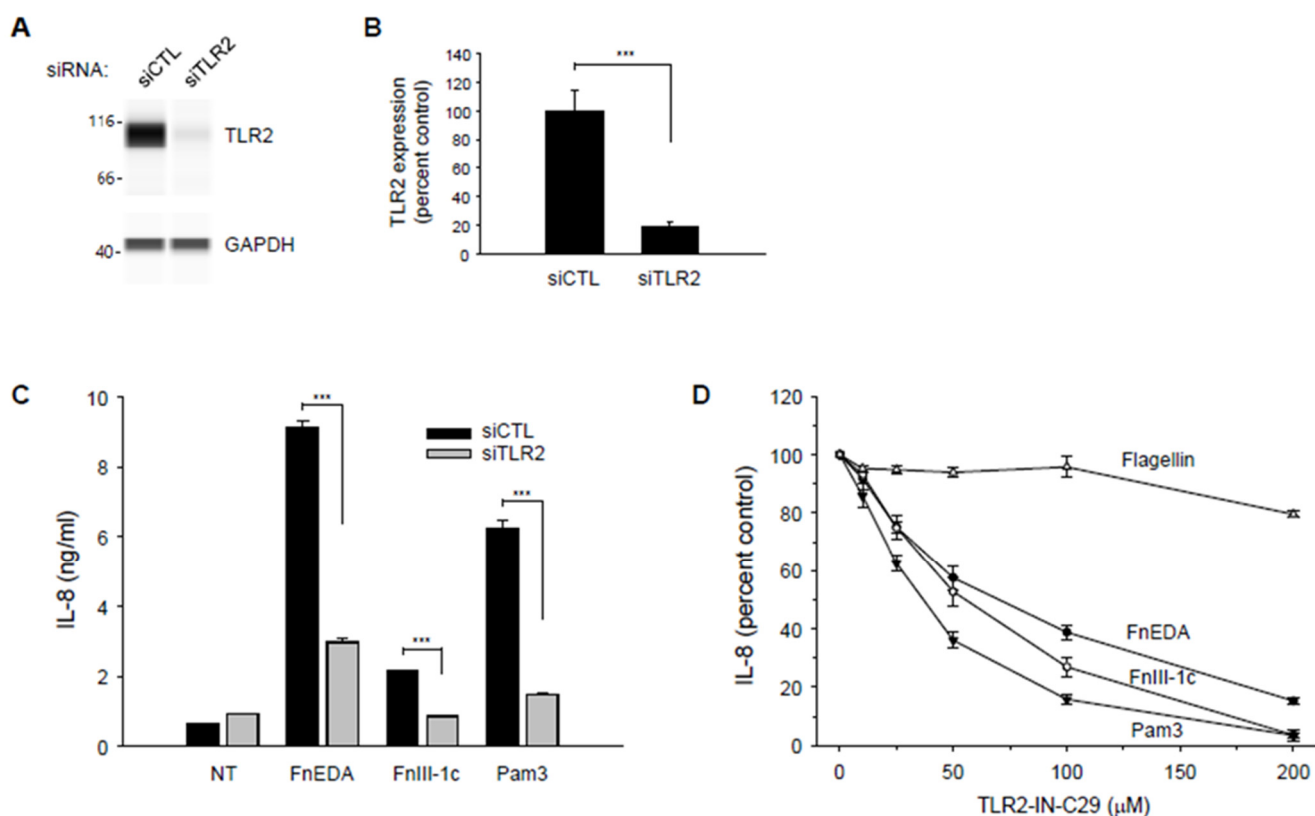 A
siRNA:
siCTL
siTLR2
116-
TLR2
66-
40-
GAPDH
B
***
TLR2 expression
(percent control)
140
120
100
80
60
40
20
0
siCTL
siTLR2
C
IL-8 (ng/ml)
10
8
6
4
2
0
***
***
***
siCTL
siTLR2
NT
FnEDA
FnIII-1c
Pam3
D
IL-8 (percent control)
120
100
80
60
40
20
0
Flagellin
FnEDA
FnIII-1c
Pam3
0
50
100
150
200
TLR2-IN-C29 (μM)